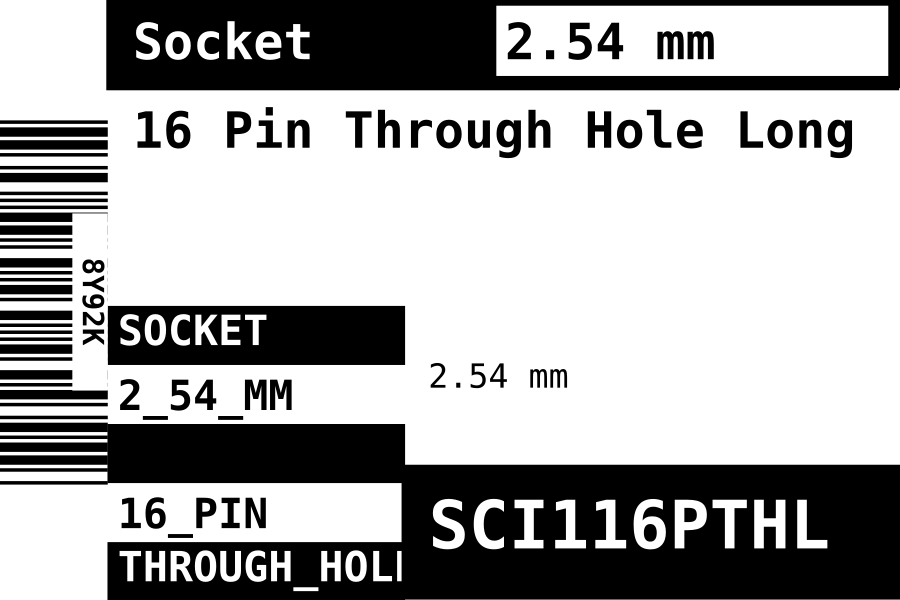 Socket
2.54 mm
16 Pin Through Hole Long
8Y92K
SOCKET
2_54_MM
2.54 mm
16_PIN
SCI116PTHL